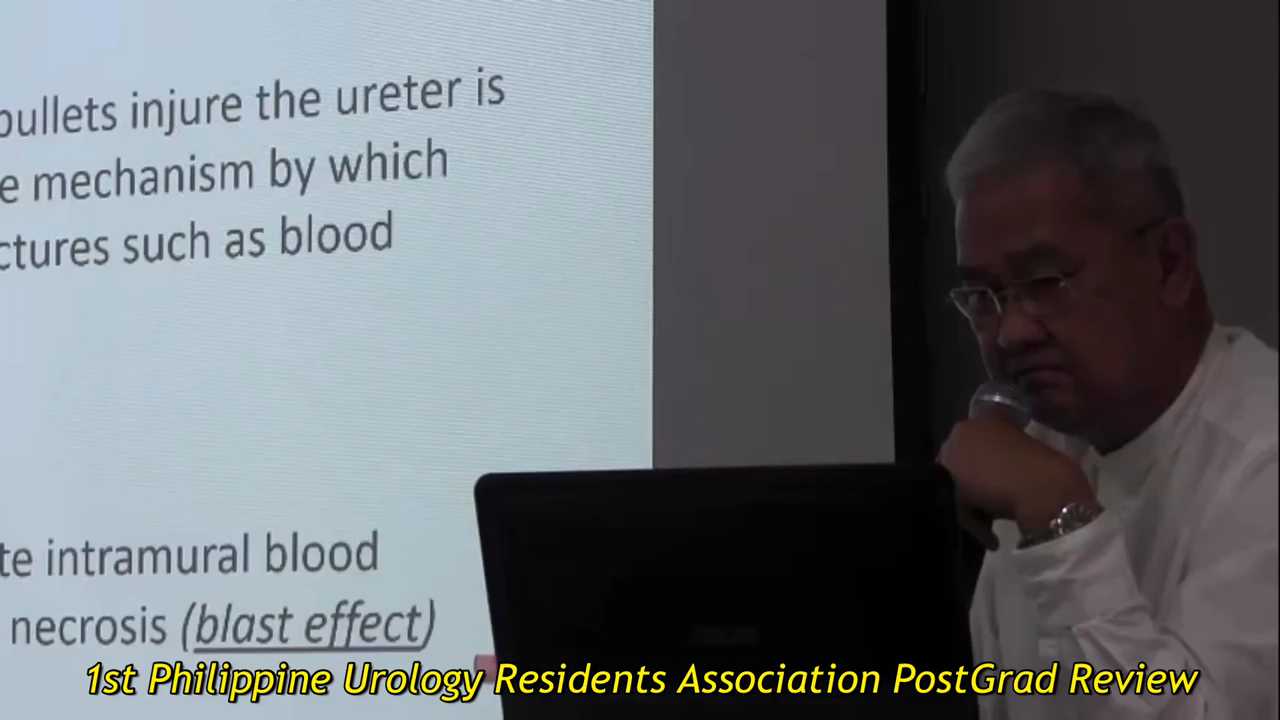 bullets injure the ureter is
e mechanism by which
ctures such as blood
te intramural blood
necrosis (blast effect)
1st Philippine Urology Residents Association PostGrad Review